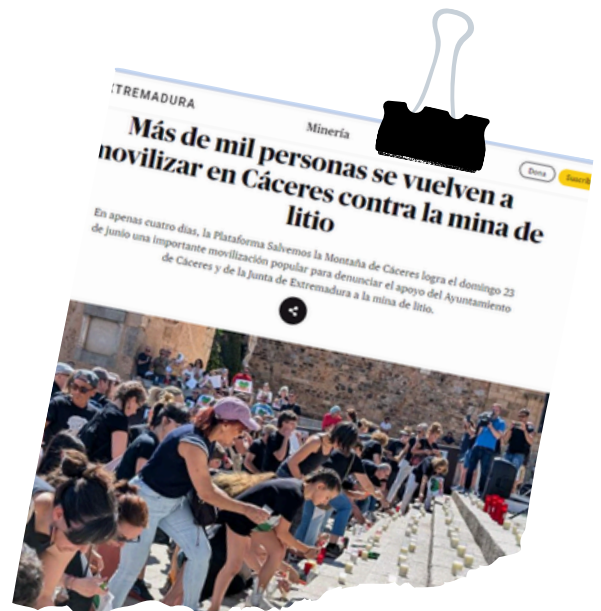 XTREMADURA
Minería
Dona
Suscríb
Más de mil personas se vuelven a
movilizar en Cáceres contra la mina de
litio
En apenas cuatro días, la Plataforma Salvemos la Montaña de Cáceres logra el domingo 23
de junio una importante movilización popular para denunciar el apoyo del Ayuntamiento
de Cáceres y de la Junta de Extremadura a la mina de litio.